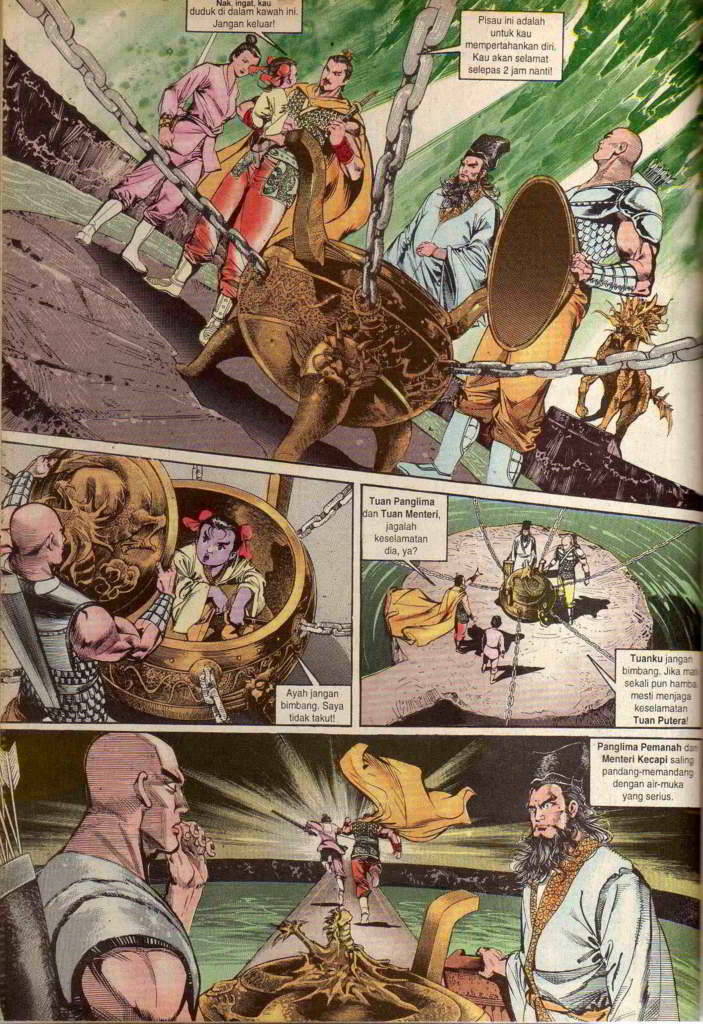 Nak, ingat, kau
duduk di dalam kawah ini.
Jangan keluar!
Pisau ini adalah
untuk kau
mempertahankan diri.
Kau akan selamat
selepas 2 jam nanti!
Ayah jangan
bimbang. Saya
tidak takut!
Tuan Panglima
dan Tuan Menteri,
jagalah
keselamatan
dia, ya?
Tuanku jangan
bimbang. Jika mati
sekali pun hamba
mesti menjaga
keselamatan
Tuan Putera!
Panglima Pemanah dan
Menteri Kecapi saling
pandang-memandang
dengan air-muka
yang serius.